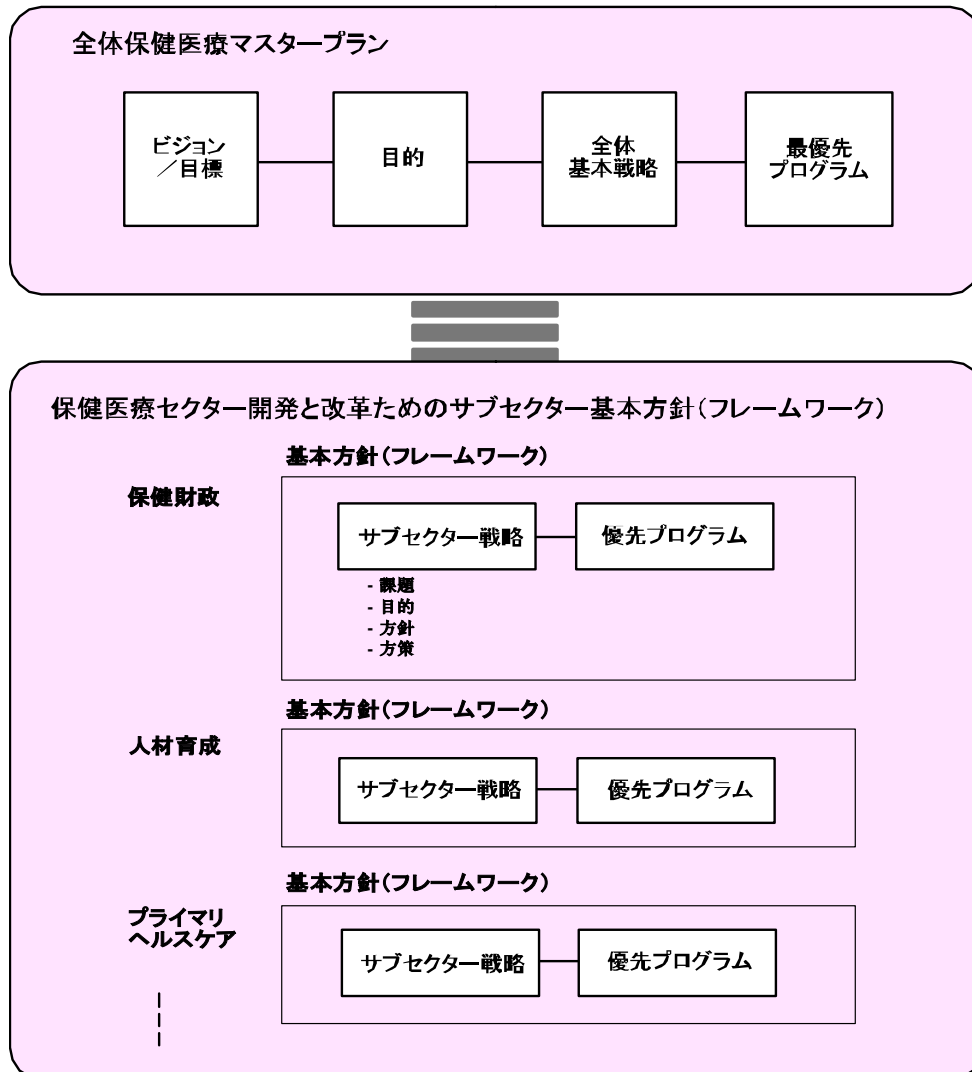 全体保健医療マスタープラン
ビジョン
／目標
目的
全体
基本戦略
最優先
プログラム
保健医療セクター開発と改革ためのサブセクター基本方針(フレームワーク)
基本方針(フレームワーク)
保健財政
サブセクター戦略
優先プログラム
- 課題
- 目的
- 方針
- 方策
基本方針(フレームワーク)
人材育成
サブセクター戦略
優先プログラム
基本方針(フレームワーク)
プライマリ
ヘルスケア
サブセクター戦略
優先プログラム